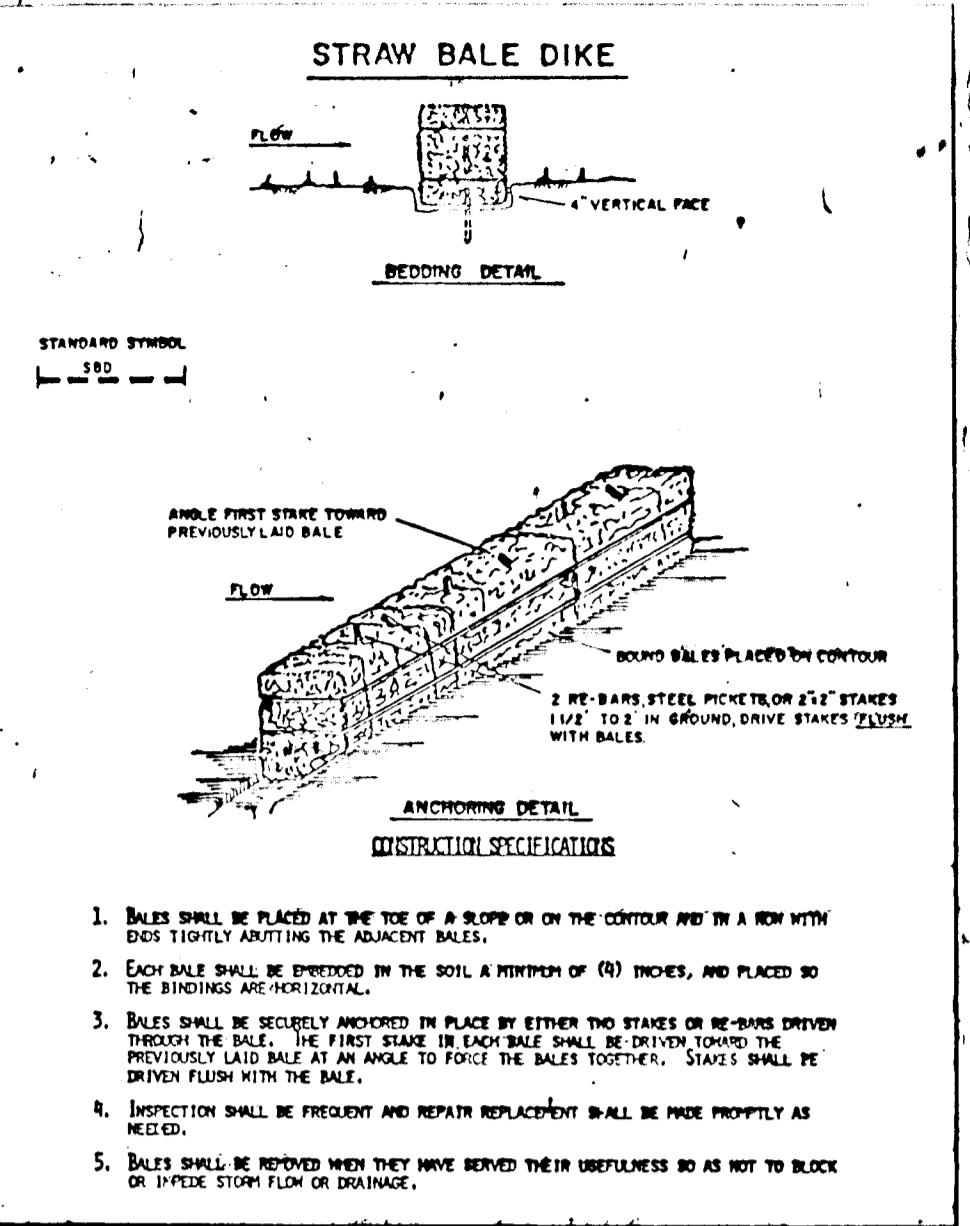 STRAW BALE DIKE
FLOW
4" VERTICAL FACE
BEDDING DETAIL
STANDARD SYMBOL
SBD
ANGLE FIRST STAKE TOWARD
PREVIOUSLY LAID BALE
FLOW
BOUND BALES PLACED ON CONTOUR
2 RE-BARS, STEEL PICKETS, OR 2"x2" STAKES
1 1/2' TO 2' IN GROUND, DRIVE STAKES FLUSH
WITH BALES.
ANCHORING DETAIL
CONSTRUCTION SPECIFICATIONS
1. BALES SHALL BE PLACED AT THE TOE OF A SLOPE OR ON THE CONTOUR AND IN A ROW WITH
ENDS TIGHTLY ABUTTING THE ADJACENT BALES.
2. EACH BALE SHALL BE EMBEDDED IN THE SOIL A MINIMUM OF (4) INCHES, AND PLACED SO
THE BINDINGS ARE HORIZONTAL.
3. BALES SHALL BE SECURELY ANCHORED IN PLACE BY EITHER TWO STAKES OR RE-BARS DRIVEN
THROUGH THE BALE. THE FIRST STAKE IN EACH BALE SHALL BE DRIVEN TOWARD THE
PREVIOUSLY LAID BALE AT AN ANGLE TO FORCE THE BALES TOGETHER. STAKES SHALL BE
DRIVEN FLUSH WITH THE BALE.
4. INSPECTION SHALL BE FREQUENT AND REPAIR REPLACEMENT SHALL BE MADE PROMPTLY AS
NEEDED.
5. BALES SHALL BE REMOVED WHEN THEY HAVE SERVED THEIR USEFULNESS SO AS NOT TO BLOCK
OR IMPEDE STORM FLOW OR DRAINAGE.